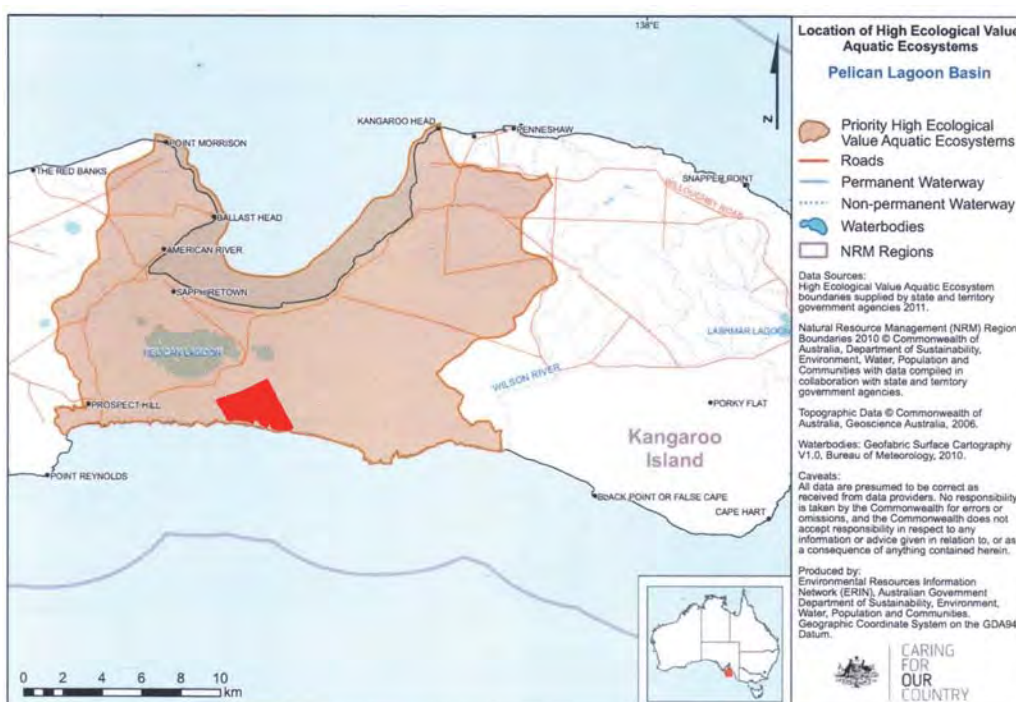 138°E
KANGAROO HEAD
PENNESHAW
POINT MORRISON
THE RED BANKS
SNAPPER POINT
WILLOUGHBY ROAD
BALLAST HEAD
AMERICAN RIVER
SAPPHIRETOWN
LASHMAR LAGOON
PELICAN LAGOON
WILSON RIVER
PROSPECT HILL
PORKY FLAT
Kangaroo
Island
POINT REYNOLDS
BLACK POINT OR FALSE CAPE
CAPE HART
0 2 4 6 8 10
km
Location of High Ecological Value
Aquatic Ecosystems
Pelican Lagoon Basin
N
Priority High Ecological
Value Aquatic Ecosystems
Roads
Permanent Waterway
Non-permanent Waterway
Waterbodies
NRM Regions
Data Sources:
High Ecological Value Aquatic Ecosystem
boundaries supplied by state and territory
government agencies 2011.
Natural Resource Management (NRM) Region
Boundaries 2010 © Commonwealth of
Australia, Department of Sustainability,
Environment, Water, Population and
Communities with data compiled in
collaboration with state and territory
government agencies.
Topographic Data © Commonwealth of
Australia, Geoscience Australia, 2006.
Waterbodies: Geofabric Surface Cartography
V1.0, Bureau of Meteorology, 2010.
Caveats:
All data are presumed to be correct as
received from data providers. No responsibility
is taken by the Commonwealth for errors or
omissions, and the Commonwealth does not
accept responsibility in respect to any
information or advice given in relation to, or as
a consequence of anything contained herein.
Produced by:
Environmental Resources Information
Network (ERIN), Australian Government
Department of Sustainability, Environment,
Water, Population and Communities.
Geographic Coordinate System on the GDA94
Datum.
CARING
FOR
OUR
COUNTRY